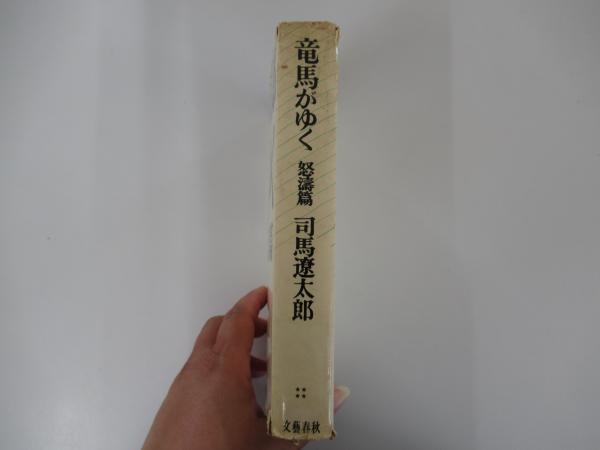 竜馬がゆく 怒濤篇 司馬遼太郎
文藝春秋